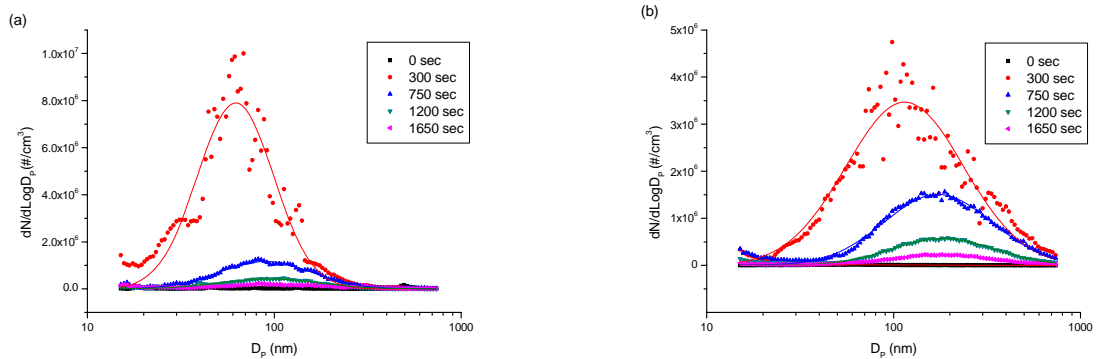 (a)
dN/dLogD_P(#/cm³)
1.0x10⁷
8.0x10⁶
6.0x10⁶
4.0x10⁶
2.0x10⁶
0.0
10
100
1000
D_P (nm)
0 sec
300 sec
750 sec
1200 sec
1650 sec
(b)
dN/dLogD_P (#/cm³)
5x10⁶
4x10⁶
3x10⁶
2x10⁶
1x10⁶
0
10
100
1000
D_P (nm)
0 sec
300 sec
750 sec
1200 sec
1650 sec